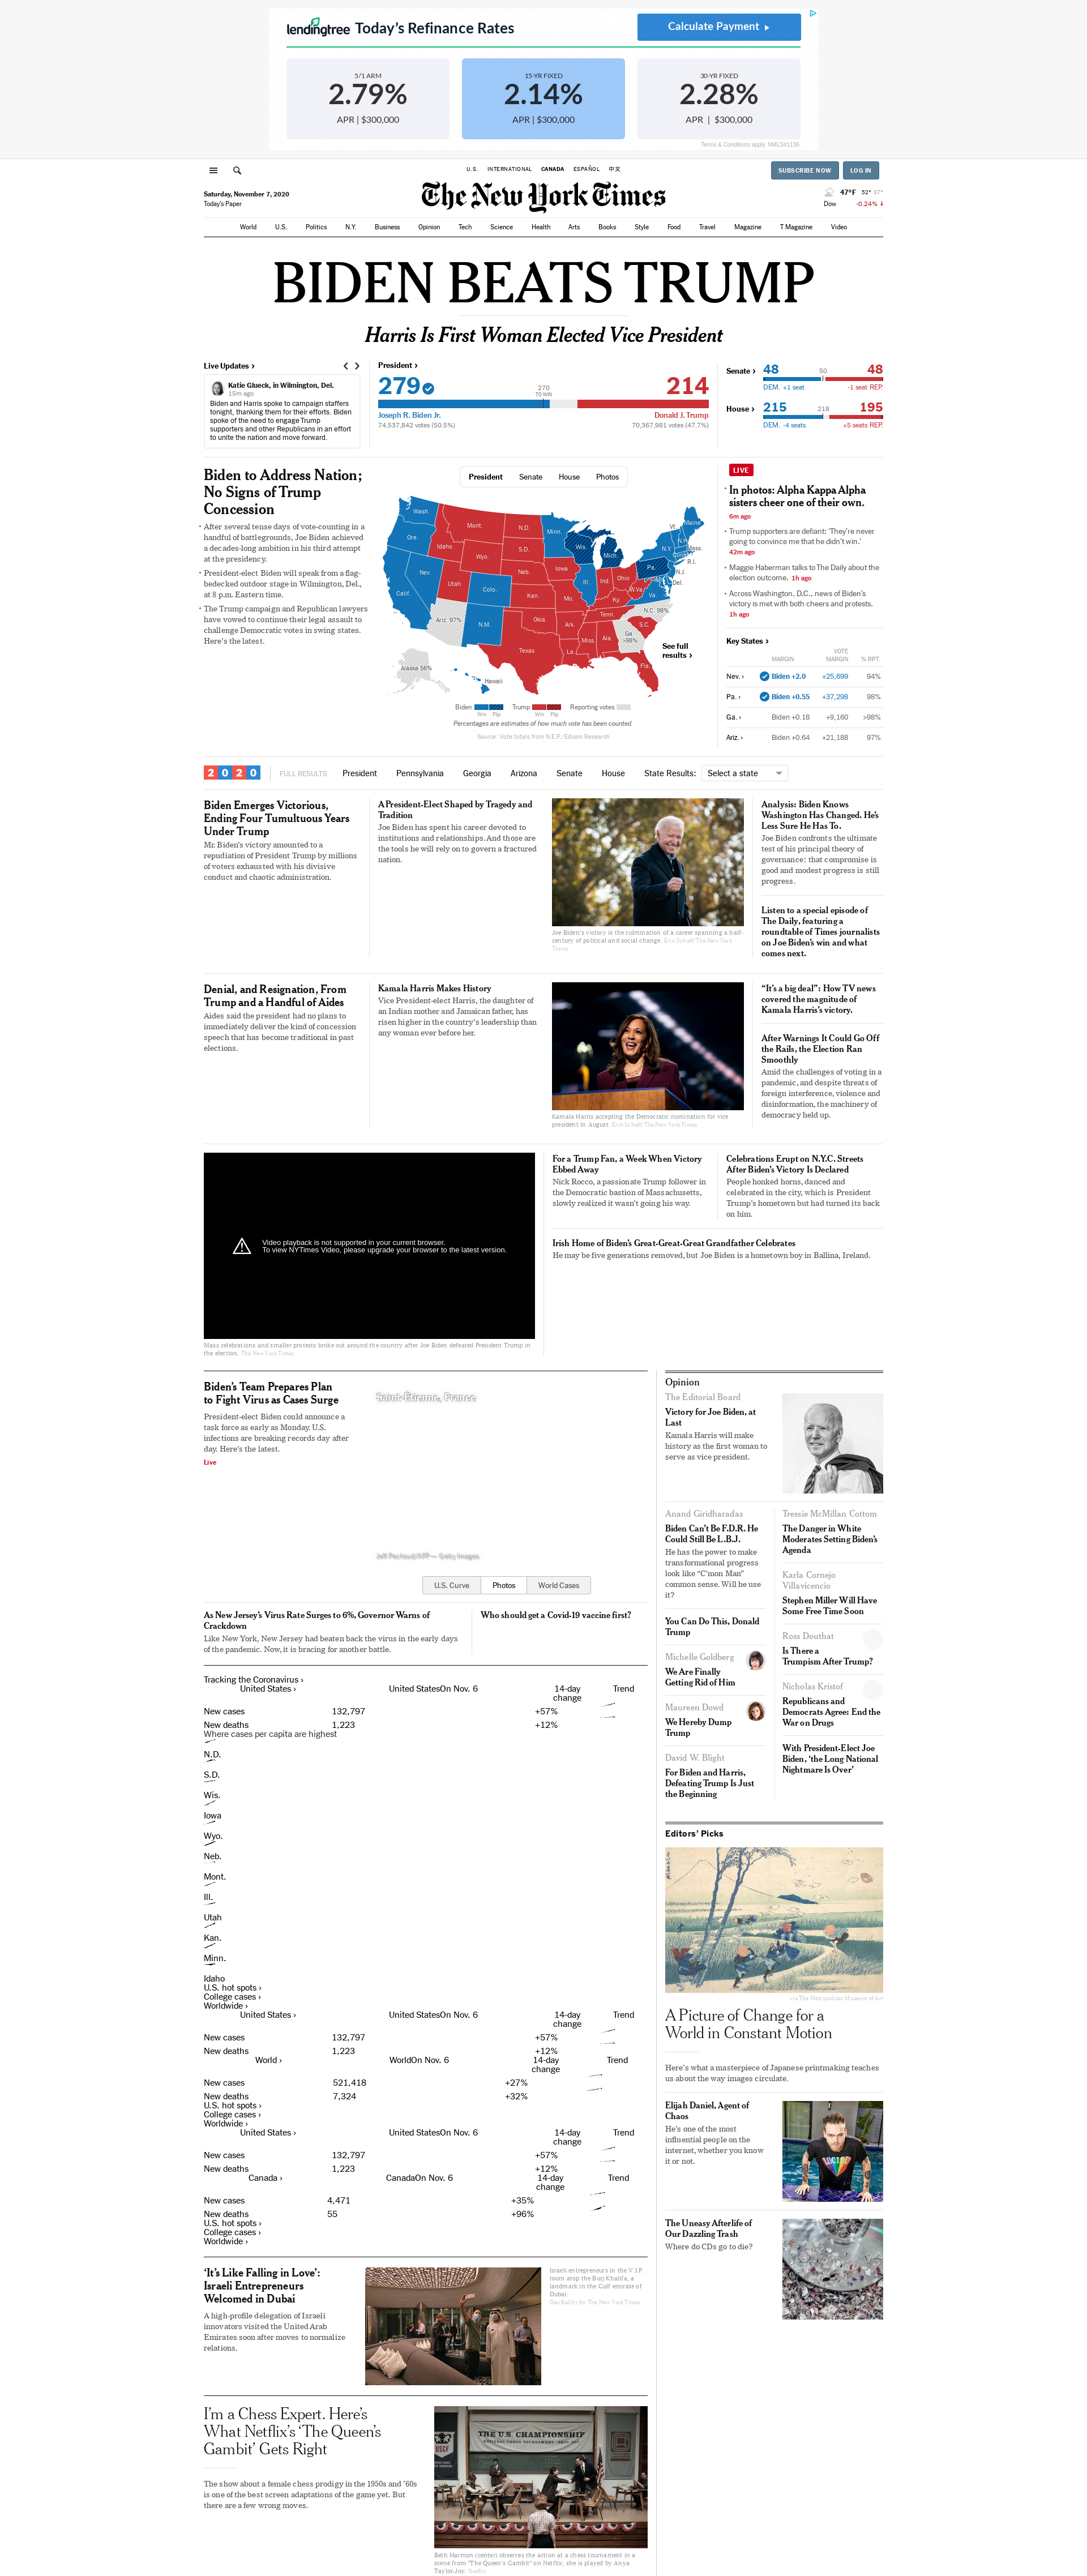 lendingtree Today's Refinance Rates
Calculate Payment
5/1 ARM
2.79%
APR | $300,000
15-YR FIXED
2.14%
APR | $300,000
30-YR FIXED
2.28%
APR | $300,000
Terms & Conditions apply. NMLS#1136
U.S. INTERNATIONAL CANADA ESPAÑOL 中文
SUBSCRIBE NOW LOG IN
Saturday, November 7, 2020
Today's Paper
The New York Times
47°F 52° 37°
Dow -0.24% ↓
World U.S. Politics N.Y. Business Opinion Tech Science Health Arts Books Style Food Travel Magazine T Magazine Video
BIDEN BEATS TRUMP
Harris Is First Woman Elected Vice President
Live Updates ›
Katie Glueck, in Wilmington, Del.
15m ago
Biden and Harris spoke to campaign staffers
tonight, thanking them for their efforts. Biden
spoke of the need to engage Trump
supporters and other Republicans in an effort
to unite the nation and move forward.
President ›
279
270
TO WIN
214
Joseph R. Biden Jr.
Donald J. Trump
74,537,842 votes (50.5%)
70,367,981 votes (47.7%)
Senate › 48 50 48
DEM. +1 seat -1 seat REP.
House › 215 218 195
DEM. -4 seats +5 seats REP.
Biden to Address Nation;
No Signs of Trump
Concession
After several tense days of vote-counting in a
handful of battlegrounds, Joe Biden achieved
a decades-long ambition in his third attempt
at the presidency.
President-elect Biden will speak from a flag-
bedecked outdoor stage in Wilmington, Del.,
at 8 p.m. Eastern time.
The Trump campaign and Republican lawyers
have vowed to continue their legal assault to
challenge Democratic votes in swing states.
Here's the latest.
President Senate House Photos
Wash.
Ore.
Calif.
Nev.
Idaho
Mont.
Wyo.
Utah
Ariz. 97%
Colo.
N.M.
N.D.
S.D.
Neb.
Kan.
Okla.
Texas
Minn.
Iowa
Mo.
Ark.
La.
Wis.
Ill.
Mich.
Ind.
Ohio
Ky.
Tenn.
Miss.
Ala.
Ga.
>98%
Fla.
S.C.
N.C. 98%
Va.
W.Va.
Pa.
N.Y.
Vt.
N.H.
Maine
Mass.
Conn.
R.I.
N.J.
Del.
Alaska 56%
Hawaii
See full
results ›
Biden Trump Reporting votes
Win Flip Win Flip
Percentages are estimates of how much vote has been counted.
Source: Vote totals from N.E.P./Edison Research
LIVE
In photos: Alpha Kappa Alpha
sisters cheer one of their own.
6m ago
Trump supporters are defiant: 'They're never
going to convince me that he didn't win.'
42m ago
Maggie Haberman talks to The Daily about the
election outcome. 1h ago
Across Washington, D.C., news of Biden's
victory is met with both cheers and protests.
1h ago
Key States ›
MARGIN VOTE MARGIN % RPT.
Nev. › Biden +2.0 +25,699 94%
Pa. › Biden +0.55 +37,298 98%
Ga. › Biden +0.18 +9,160 >98%
Ariz. › Biden +0.64 +21,188 97%
2020 FULL RESULTS President Pennsylvania Georgia Arizona Senate House State Results: Select a state
Biden Emerges Victorious,
Ending Four Tumultuous Years
Under Trump
Mr. Biden's victory amounted to a
repudiation of President Trump by millions
of voters exhausted with his divisive
conduct and chaotic administration.
A President-Elect Shaped by Tragedy and
Tradition
Joe Biden has spent his career devoted to
institutions and relationships. And those are
the tools he will rely on to govern a fractured
nation.
Joe Biden's victory is the culmination of a career spanning a half-
century of political and social change. Erin Schaff/The New York
Times
Analysis: Biden Knows
Washington Has Changed. He's
Less Sure He Has To.
Joe Biden confronts the ultimate
test of his principal theory of
governance: that compromise is
good and modest progress is still
progress.
Listen to a special episode of
The Daily, featuring a
roundtable of Times journalists
on Joe Biden's win and what
comes next.
Denial, and Resignation, From
Trump and a Handful of Aides
Aides said the president had no plans to
immediately deliver the kind of concession
speech that has become traditional in past
elections.
Kamala Harris Makes History
Vice President-elect Harris, the daughter of
an Indian mother and Jamaican father, has
risen higher in the country's leadership than
any woman ever before her.
Kamala Harris accepting the Democratic nomination for vice
president in August. Erin Schaff/The New York Times
"It's a big deal": How TV news
covered the magnitude of
Kamala Harris's victory.
After Warnings It Could Go Off
the Rails, the Election Ran
Smoothly
Amid the challenges of voting in a
pandemic, and despite threats of
foreign interference, violence and
disinformation, the machinery of
democracy held up.
Video playback is not supported in your current browser.
To view NYTimes Video, please upgrade your browser to the latest version.
Mass celebrations and smaller protests broke out around the country after Joe Biden defeated President Trump in
the election. The New York Times
For a Trump Fan, a Week When Victory
Ebbed Away
Nick Rocco, a passionate Trump follower in
the Democratic bastion of Massachusetts,
slowly realized it wasn't going his way.
Celebrations Erupt on N.Y.C. Streets
After Biden's Victory Is Declared
People honked horns, danced and
celebrated in the city, which is President
Trump's hometown but had turned its back
on him.
Irish Home of Biden's Great-Great-Great Grandfather Celebrates
He may be five generations removed, but Joe Biden is a hometown boy in Ballina, Ireland.
Biden's Team Prepares Plan
to Fight Virus as Cases Surge
President-elect Biden could announce a
task force as early as Monday. U.S.
infections are breaking records day after
day. Here's the latest.
Live
Saint-Étienne, France
Jeff Pachoud/AFP — Getty Images
U.S. Curve Photos World Cases
As New Jersey's Virus Rate Surges to 6%, Governor Warns of
Crackdown
Like New York, New Jersey had beaten back the virus in the early days
of the pandemic. Now, it is bracing for another battle.
Who should get a Covid-19 vaccine first?
Tracking the Coronavirus ›
United States › United StatesOn Nov. 6 14-day change Trend
New cases 132,797 +57%
New deaths 1,223 +12%
Where cases per capita are highest
N.D.
S.D.
Wis.
Iowa
Wyo.
Neb.
Mont.
Ill.
Utah
Kan.
Minn.
Idaho
U.S. hot spots ›
College cases ›
Worldwide ›
United States › United StatesOn Nov. 6 14-day change Trend
New cases 132,797 +57%
New deaths 1,223 +12%
World › WorldOn Nov. 6 14-day change Trend
New cases 521,418 +27%
New deaths 7,324 +32%
U.S. hot spots ›
College cases ›
Worldwide ›
United States › United StatesOn Nov. 6 14-day change Trend
New cases 132,797 +57%
New deaths 1,223 +12%
Canada › CanadaOn Nov. 6 14-day change Trend
New cases 4,471 +35%
New deaths 55 +96%
U.S. hot spots ›
College cases ›
Worldwide ›
'It's Like Falling in Love':
Israeli Entrepreneurs
Welcomed in Dubai
A high-profile delegation of Israeli
innovators visited the United Arab
Emirates soon after moves to normalize
relations.
Israeli entrepreneurs in the V.I.P.
room atop the Burj Khalifa, a
landmark in the Gulf emirate of
Dubai.
Dan Balilty for The New York Times
I'm a Chess Expert. Here's
What Netflix's 'The Queen's
Gambit' Gets Right
The show about a female chess prodigy in the 1950s and '60s
is one of the best screen adaptations of the game yet. But
there are a few wrong moves.
THE U.S. CHAMPIONSHIP
USCF
Beth Harmon (center) observes the action at a chess tournament in a
scene from "The Queen's Gambit" on Netflix; she is played by Anya
Taylor-Joy. Netflix
Opinion
The Editorial Board
Victory for Joe Biden, at
Last
Kamala Harris will make
history as the first woman to
serve as vice president.
Anand Giridharadas
Biden Can't Be F.D.R. He
Could Still Be L.B.J.
He has the power to make
transformational progress
look like "C'mon Man"
common sense. Will he use
it?
You Can Do This, Donald
Trump
Michelle Goldberg
We Are Finally
Getting Rid of Him
Maureen Dowd
We Hereby Dump
Trump
David W. Blight
For Biden and Harris,
Defeating Trump Is Just
the Beginning
Tressie McMillan Cottom
The Danger in White
Moderates Setting Biden's
Agenda
Karla Cornejo
Villavicencio
Stephen Miller Will Have
Some Free Time Soon
Ross Douthat
Is There a
Trumpism After Trump?
Nicholas Kristof
Republicans and
Democrats Agree: End the
War on Drugs
With President-Elect Joe
Biden, 'the Long National
Nightmare Is Over'
Editors' Picks
via The Metropolitan Museum of Art
A Picture of Change for a
World in Constant Motion
Here's what a masterpiece of Japanese printmaking teaches
us about the way images circulate.
Elijah Daniel, Agent of
Chaos
He's one of the most
influential people on the
internet, whether you know
it or not.
The Uneasy Afterlife of
Our Dazzling Trash
Where do CDs go to die?